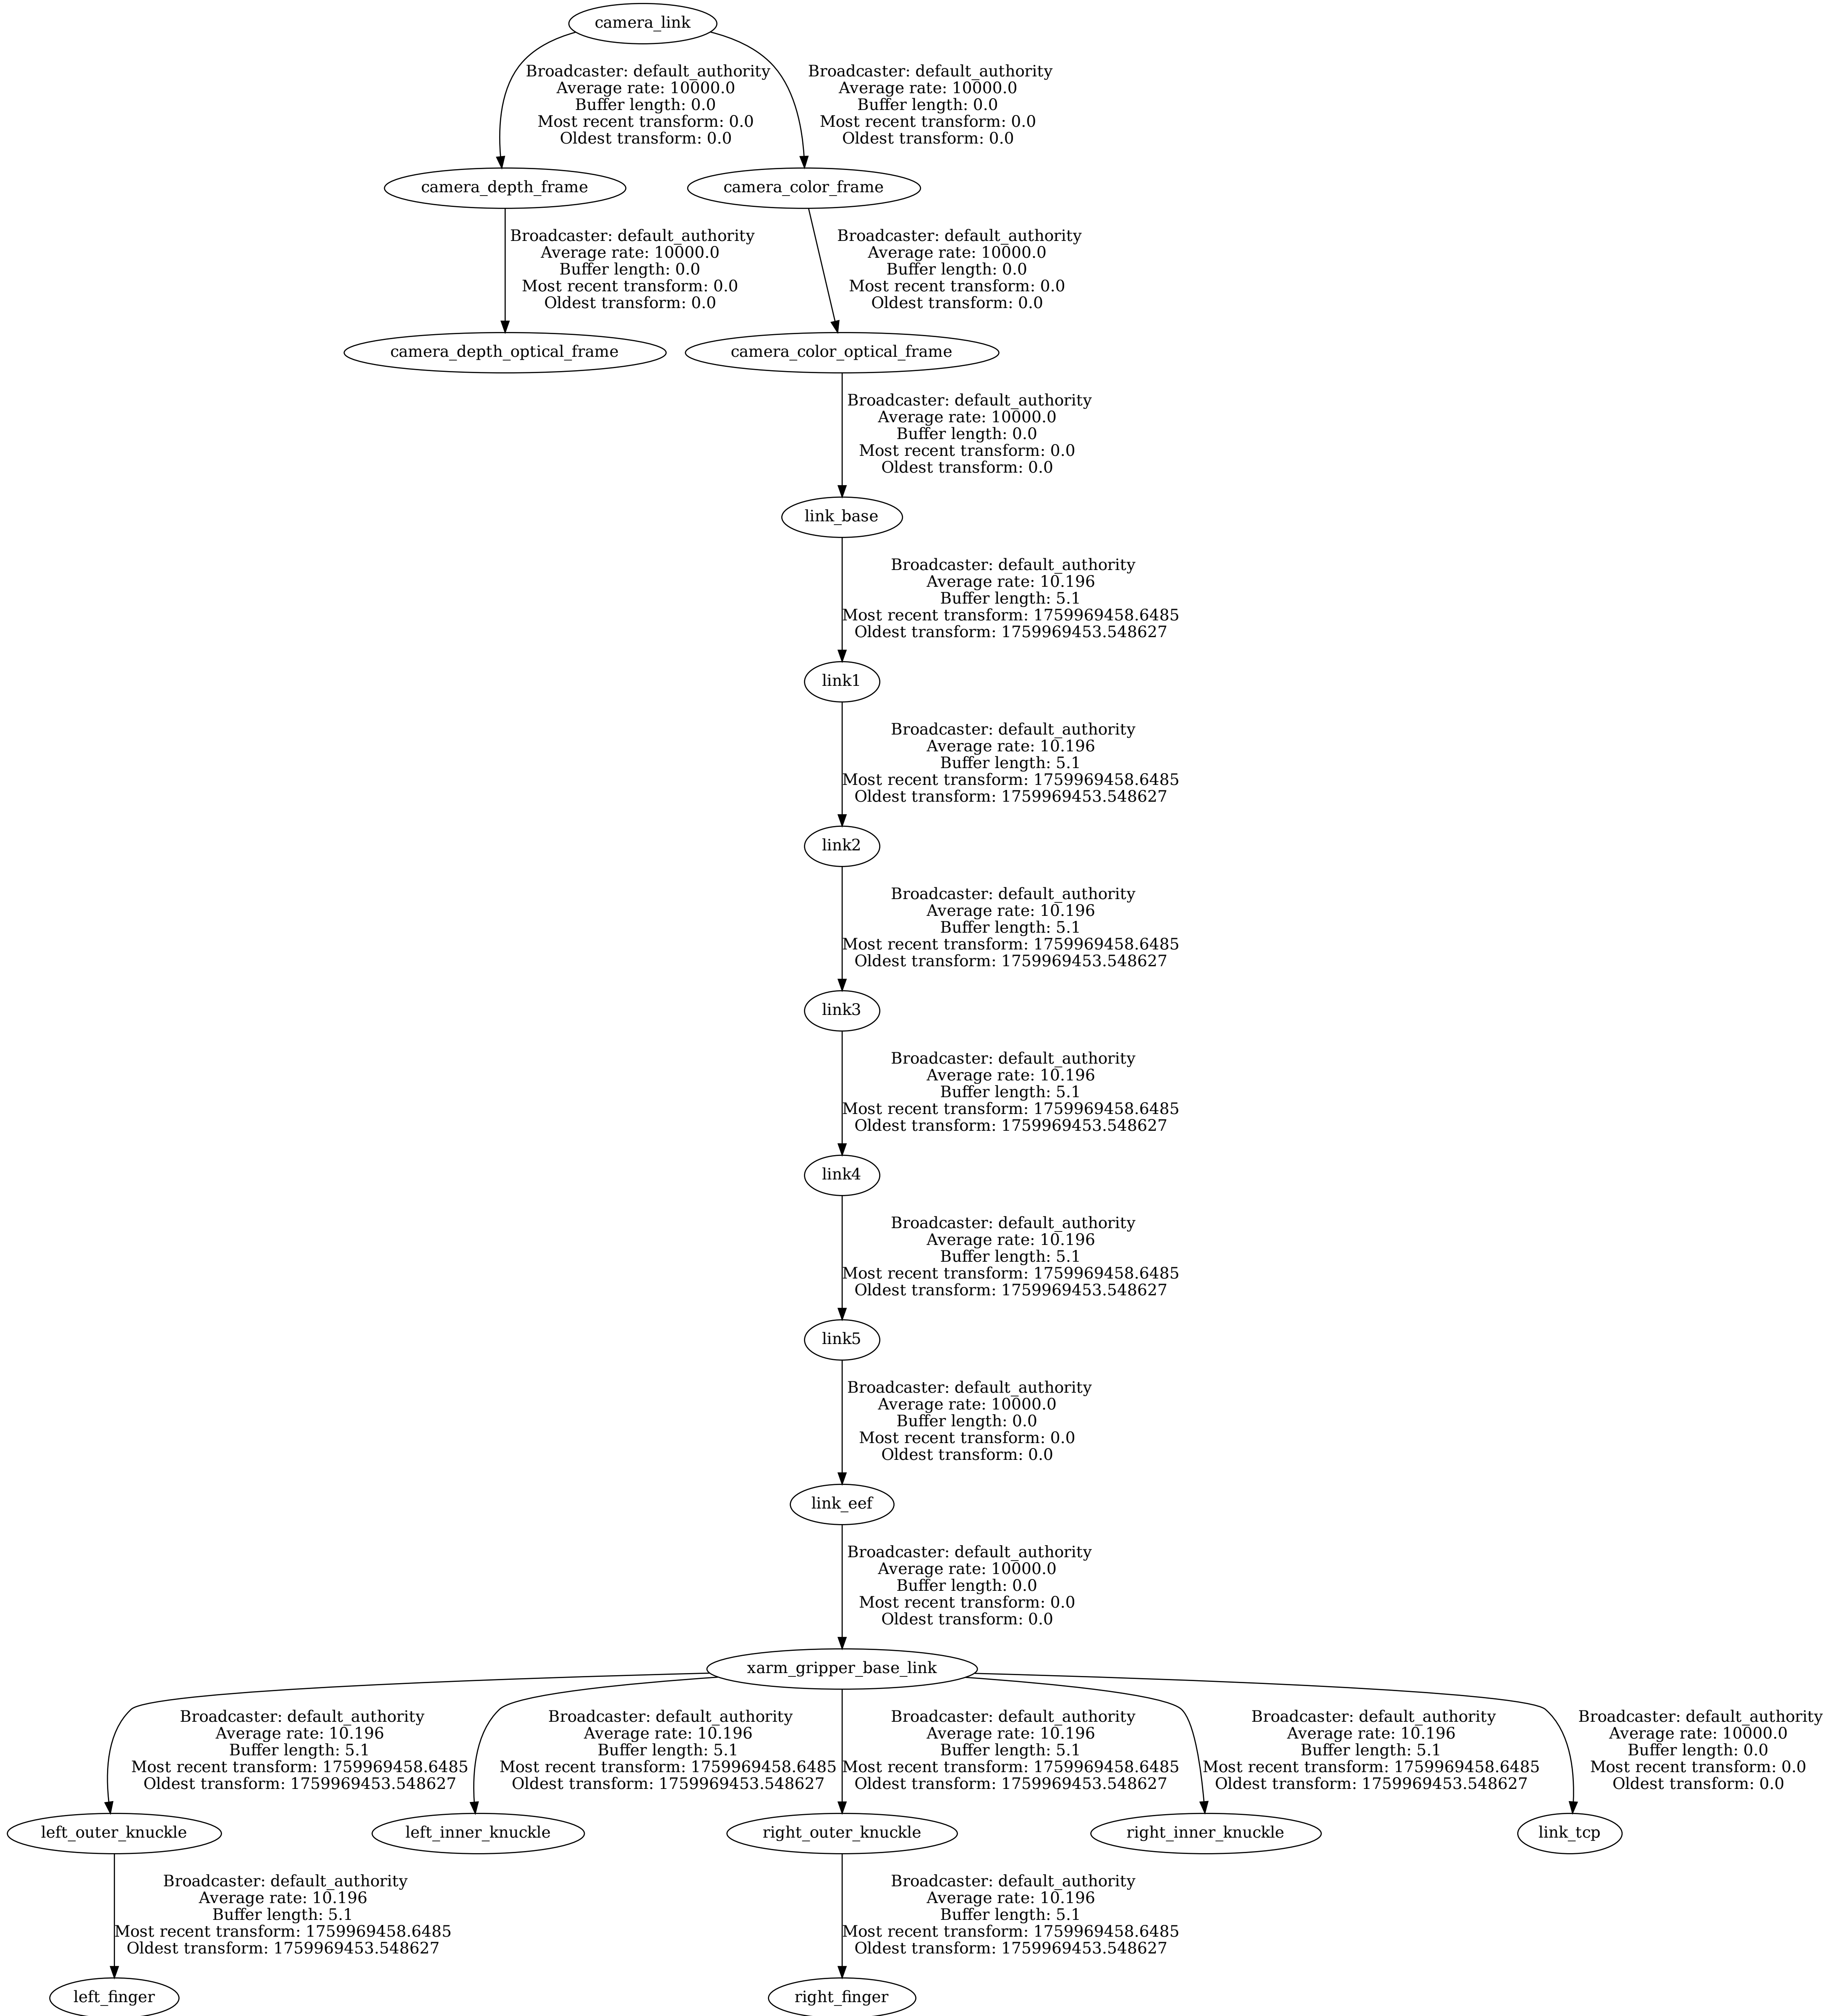 camera_link
Broadcaster: default_authority
Average rate: 10000.0
Buffer length: 0.0
Most recent transform: 0.0
Oldest transform: 0.0
Broadcaster: default_authority
Average rate: 10000.0
Buffer length: 0.0
Most recent transform: 0.0
Oldest transform: 0.0
camera_depth_frame
camera_color_frame
Broadcaster: default_authority
Average rate: 10000.0
Buffer length: 0.0
Most recent transform: 0.0
Oldest transform: 0.0
Broadcaster: default_authority
Average rate: 10000.0
Buffer length: 0.0
Most recent transform: 0.0
Oldest transform: 0.0
camera_depth_optical_frame
camera_color_optical_frame
Broadcaster: default_authority
Average rate: 10000.0
Buffer length: 0.0
Most recent transform: 0.0
Oldest transform: 0.0
link_base
Broadcaster: default_authority
Average rate: 10.196
Buffer length: 5.1
Most recent transform: 1759969458.6485
Oldest transform: 1759969453.548627
link1
Broadcaster: default_authority
Average rate: 10.196
Buffer length: 5.1
Most recent transform: 1759969458.6485
Oldest transform: 1759969453.548627
link2
Broadcaster: default_authority
Average rate: 10.196
Buffer length: 5.1
Most recent transform: 1759969458.6485
Oldest transform: 1759969453.548627
link3
Broadcaster: default_authority
Average rate: 10.196
Buffer length: 5.1
Most recent transform: 1759969458.6485
Oldest transform: 1759969453.548627
link4
Broadcaster: default_authority
Average rate: 10.196
Buffer length: 5.1
Most recent transform: 1759969458.6485
Oldest transform: 1759969453.548627
link5
Broadcaster: default_authority
Average rate: 10000.0
Buffer length: 0.0
Most recent transform: 0.0
Oldest transform: 0.0
link_eef
Broadcaster: default_authority
Average rate: 10000.0
Buffer length: 0.0
Most recent transform: 0.0
Oldest transform: 0.0
xarm_gripper_base_link
Broadcaster: default_authority
Average rate: 10.196
Buffer length: 5.1
Most recent transform: 1759969458.6485
Oldest transform: 1759969453.548627
Broadcaster: default_authority
Average rate: 10.196
Buffer length: 5.1
Most recent transform: 1759969458.6485
Oldest transform: 1759969453.548627
Broadcaster: default_authority
Average rate: 10.196
Buffer length: 5.1
Most recent transform: 1759969458.6485
Oldest transform: 1759969453.548627
Broadcaster: default_authority
Average rate: 10.196
Buffer length: 5.1
Most recent transform: 1759969458.6485
Oldest transform: 1759969453.548627
Broadcaster: default_authority
Average rate: 10000.0
Buffer length: 0.0
Most recent transform: 0.0
Oldest transform: 0.0
left_outer_knuckle
left_inner_knuckle
right_outer_knuckle
right_inner_knuckle
link_tcp
Broadcaster: default_authority
Average rate: 10.196
Buffer length: 5.1
Most recent transform: 1759969458.6485
Oldest transform: 1759969453.548627
Broadcaster: default_authority
Average rate: 10.196
Buffer length: 5.1
Most recent transform: 1759969458.6485
Oldest transform: 1759969453.548627
left_finger
right_finger